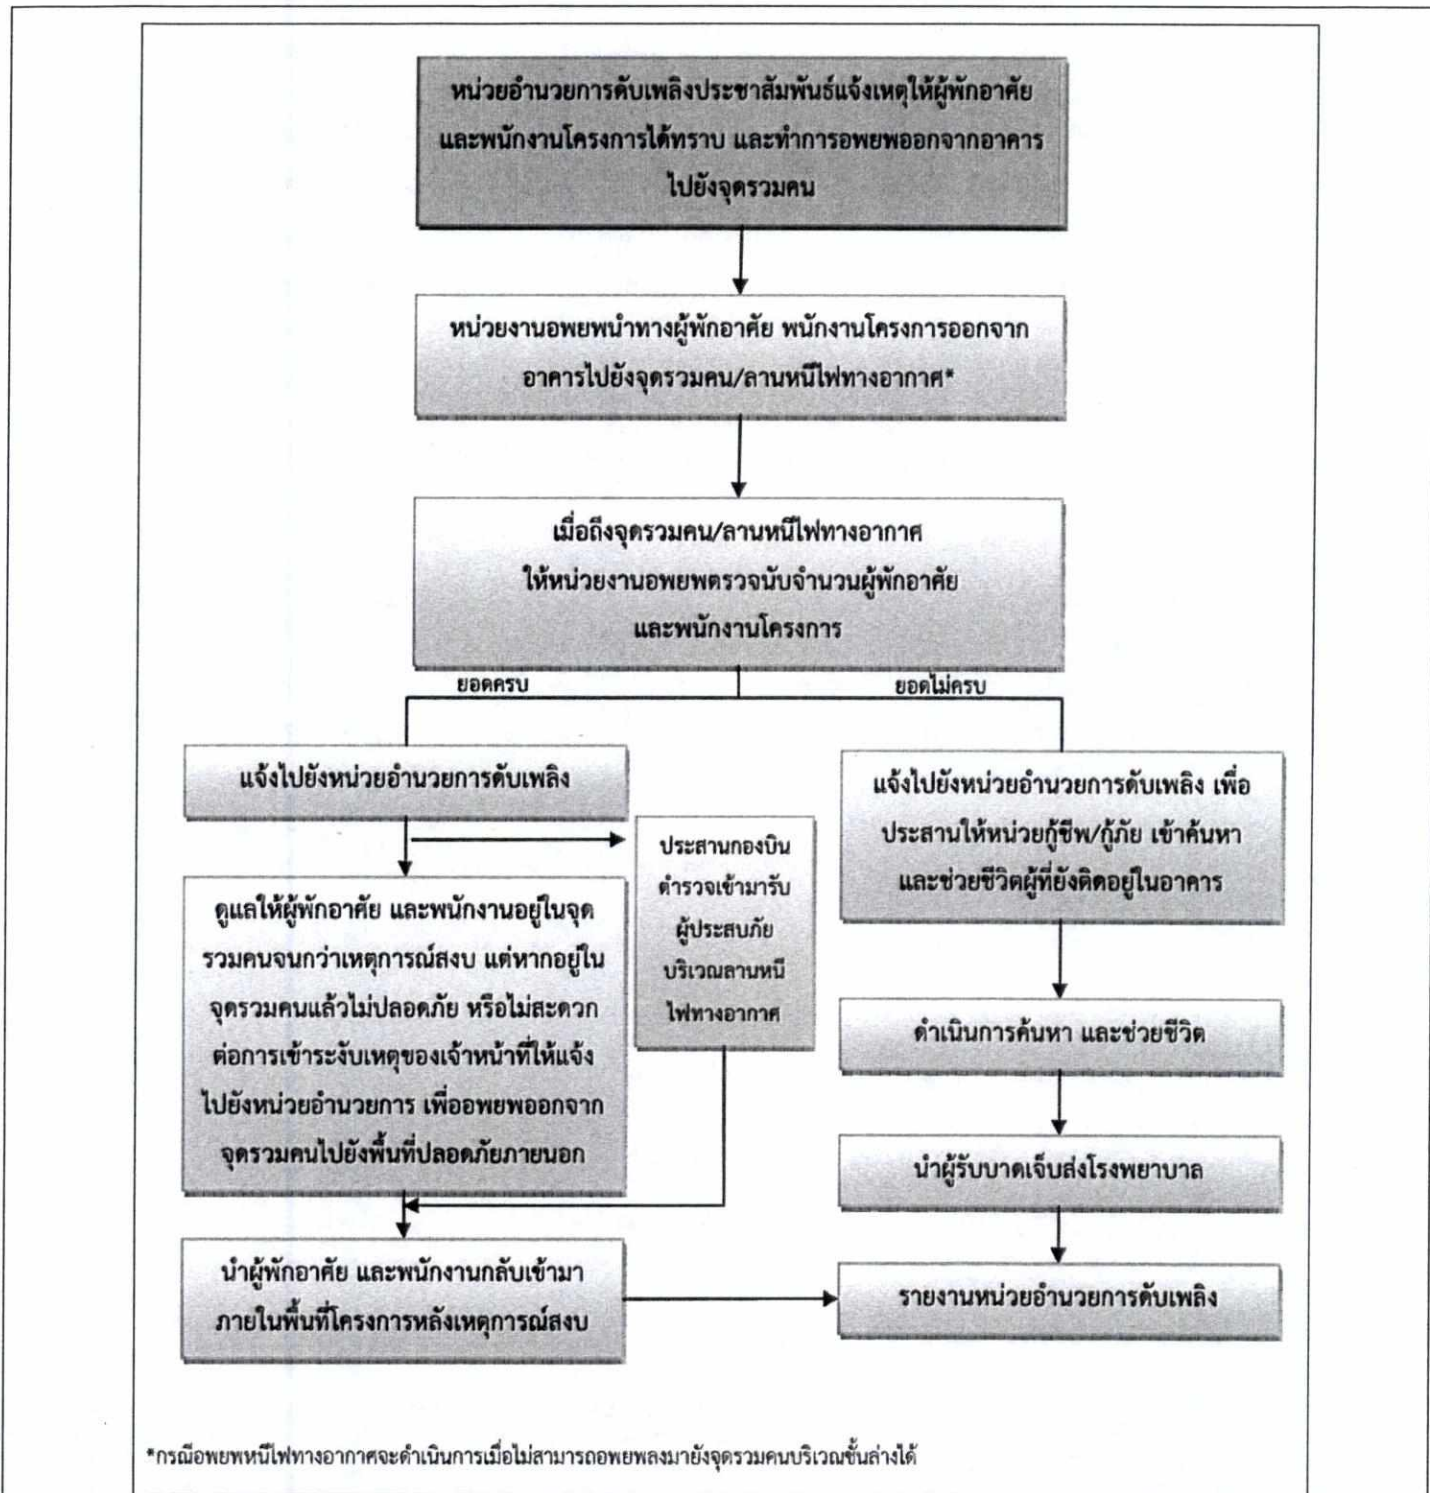 หน่วยอำนวยการดับเพลิงประชาสัมพันธ์แจ้งเหตุให้ผู้พักอาศัย
และพนักงานโครงการได้ทราบ และทำการอพยพออกจากอาคาร
ไปยังจุดรวมคน
หน่วยงานอพยพนำทางผู้พักอาศัย พนักงานโครงการออกจาก
อาคารไปยังจุดรวมคน/ลานหนีไฟทางอากาศ*
เมื่อถึงจุดรวมคน/ลานหนีไฟทางอากาศ
ให้หน่วยงานอพยพตรวจนับจำนวนผู้พักอาศัย
และพนักงานโครงการ
ยอดครบ
ยอดไม่ครบ
แจ้งไปยังหน่วยอำนวยการดับเพลิง
ประสานกองบิน
ตำรวจเข้ามารับ
ผู้ประสบภัย
บริเวณลานหนี
ไฟทางอากาศ
ดูแลให้ผู้พักอาศัย และพนักงานอยู่ในจุด
รวมคนจนกว่าเหตุการณ์สงบ แต่หากอยู่ใน
จุดรวมคนแล้วไม่ปลอดภัย หรือไม่สะดวก
ต่อการเข้าระงับเหตุของเจ้าหน้าที่ให้แจ้ง
ไปยังหน่วยอำนวยการ เพื่ออพยพออกจาก
จุดรวมคนไปยังพื้นที่ปลอดภัยภายนอก
นำผู้พักอาศัย และพนักงานกลับเข้ามา
ภายในพื้นที่โครงการหลังเหตุการณ์สงบ
แจ้งไปยังหน่วยอำนวยการดับเพลิง เพื่อ
ประสานให้หน่วยกู้ชีพ/กู้ภัย เข้าค้นหา
และช่วยชีวิตผู้ที่ยังติดอยู่ในอาคาร
ดำเนินการค้นหา และช่วยชีวิต
นำผู้รับบาดเจ็บส่งโรงพยาบาล
รายงานหน่วยอำนวยการดับเพลิง
*กรณีอพยพหนีไฟทางอากาศจะดำเนินการเมื่อไม่สามารถอพยพลงมายังจุดรวมคนบริเวณชั้นล่างได้